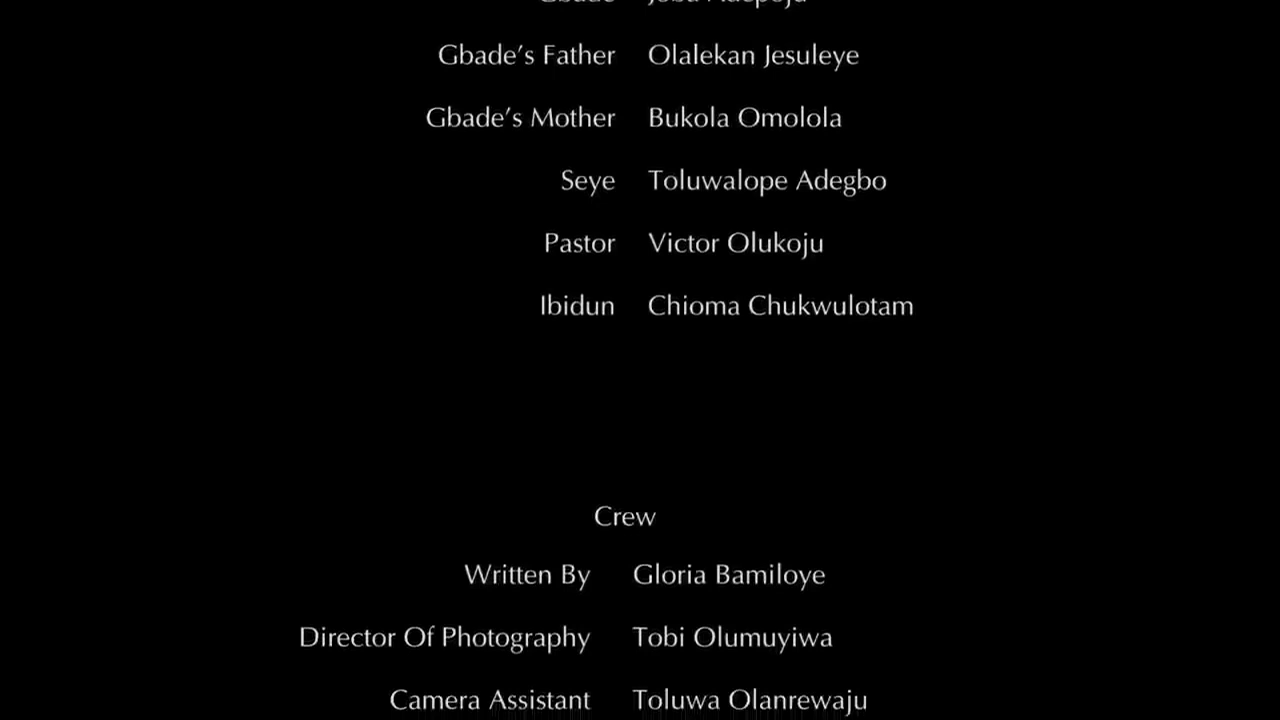 Gbade’s Father Olalekan Jesuleye
Gbade’s Mother Bukola Omolola
Seye Toluwalope Adegbo
Pastor Victor Olukoju
Ibidun Chioma Chukwulotam
Crew
Written By Gloria Bamiloye
Director Of Photography Tobi Olumuyiwa
Camera Assistant Toluwa Olanrewaju